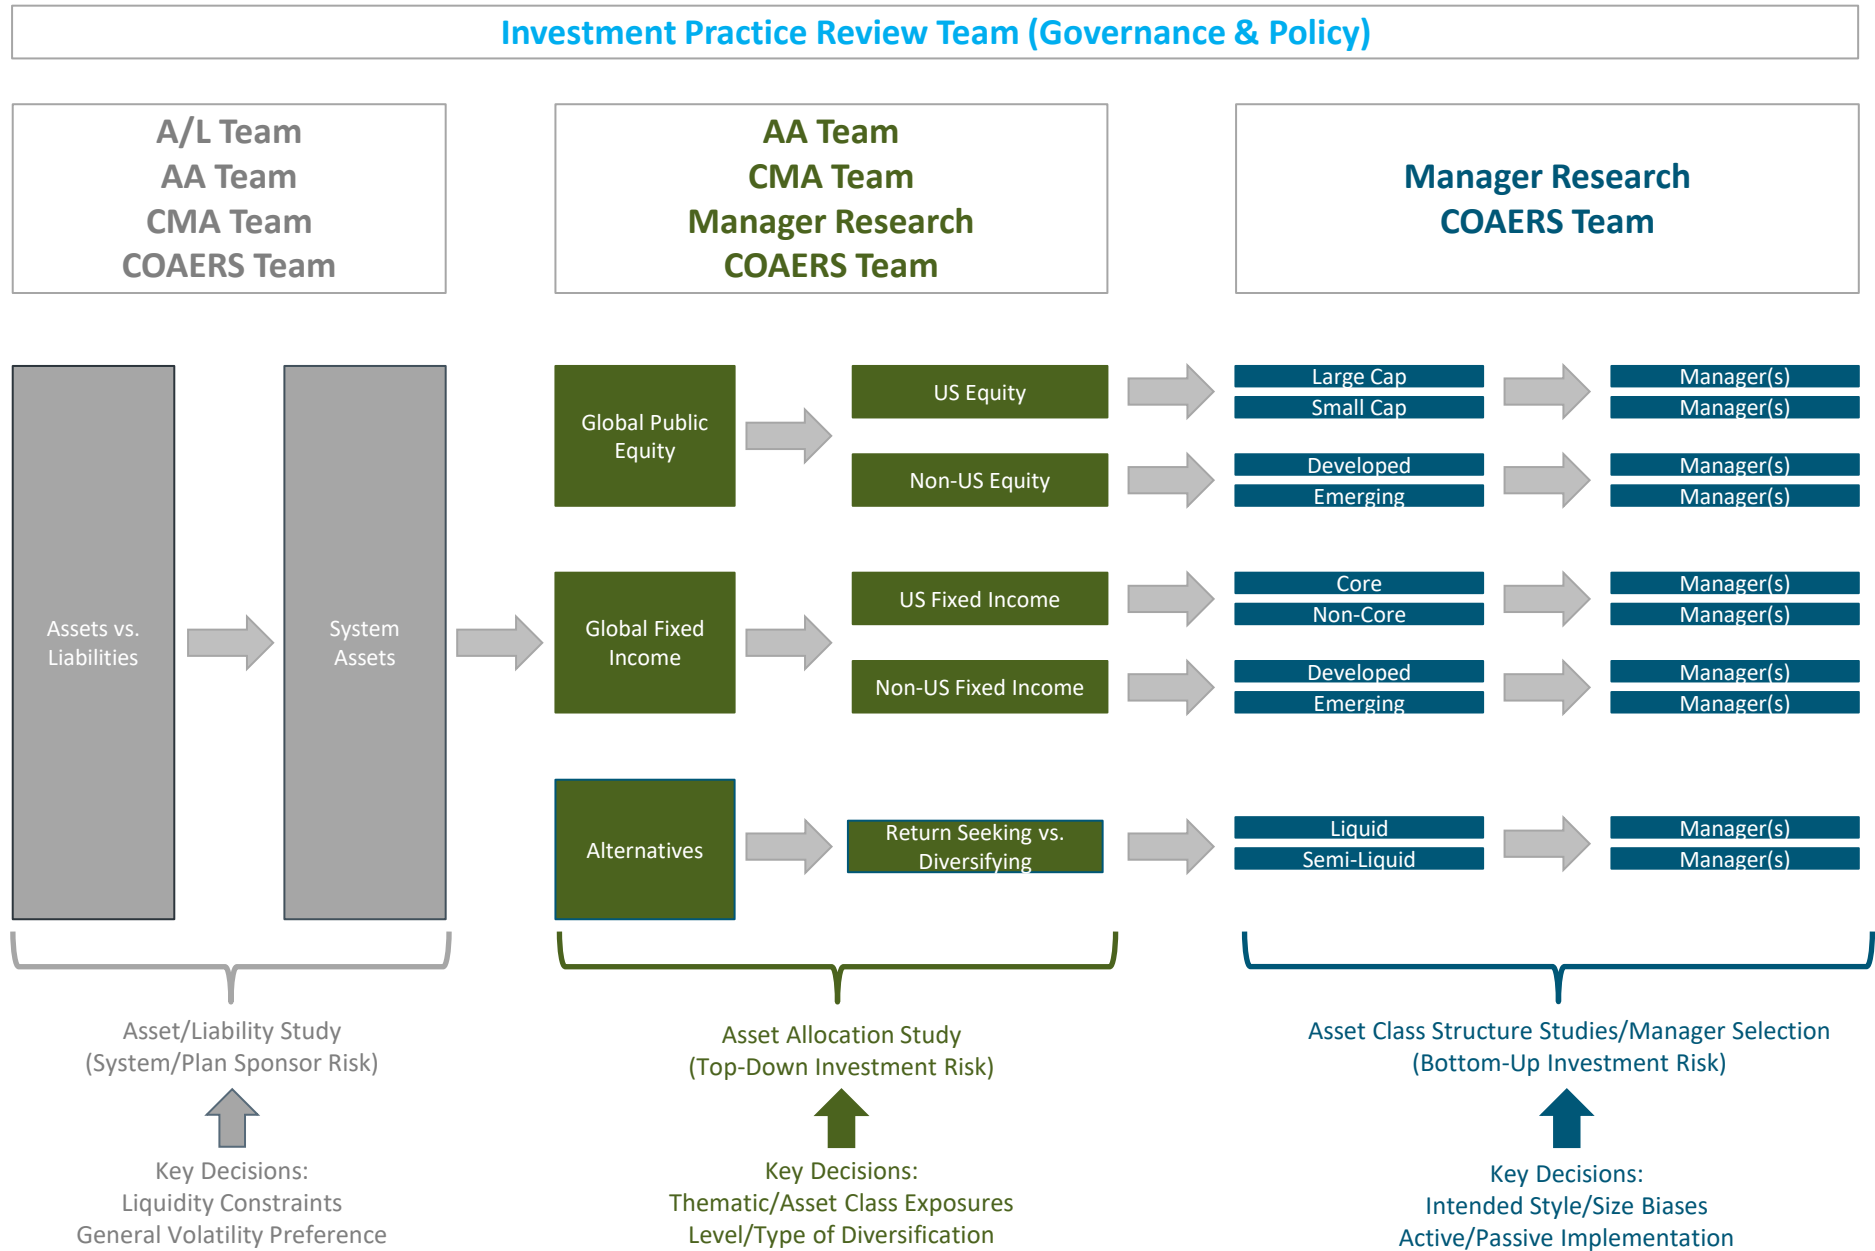 Investment Practice Review Team (Governance & Policy)
A/L Team
AA Team
CMA Team
COAERS Team
AA Team
CMA Team
Manager Research
COAERS Team
Manager Research
COAERS Team
Assets vs.
Liabilities
System
Assets
Global Public
Equity
US Equity
Non-US Equity
Large Cap
Small Cap
Developed
Emerging
Manager(s)
Manager(s)
Manager(s)
Manager(s)
Global Fixed
Income
US Fixed Income
Non-US Fixed Income
Core
Non-Core
Developed
Emerging
Manager(s)
Manager(s)
Manager(s)
Manager(s)
Alternatives
Return Seeking vs.
Diversifying
Liquid
Semi-Liquid
Manager(s)
Manager(s)
Asset/Liability Study
(System/Plan Sponsor Risk)
Key Decisions:
Liquidity Constraints
General Volatility Preference
Asset Allocation Study
(Top-Down Investment Risk)
Key Decisions:
Thematic/Asset Class Exposures
Level/Type of Diversification
Asset Class Structure Studies/Manager Selection
(Bottom-Up Investment Risk)
Key Decisions:
Intended Style/Size Biases
Active/Passive Implementation